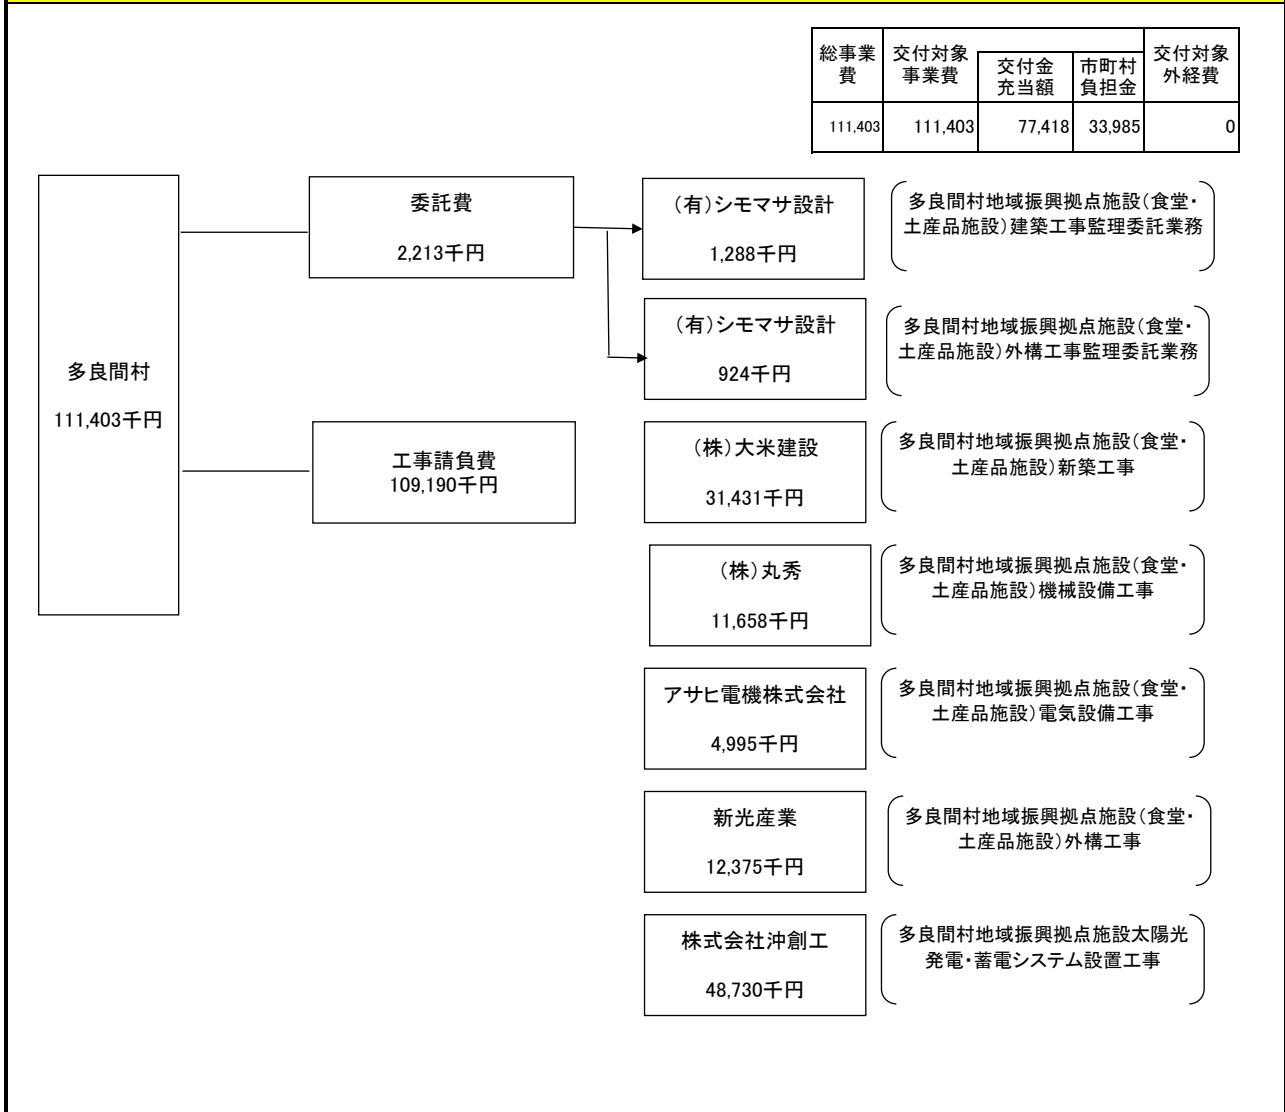 総事業
費
交付対象
事業費
交付金
充当額
市町村
負担金
交付対象
外経費
111,403
111,403
77,418
33,985
0
多良間村
111,403千円
委託費
2,213千円
(有)シモマサ設計
1,288千円
多良間村地域振興拠点施設(食堂・
土産品施設)建築工事監理委託業務
(有)シモマサ設計
924千円
多良間村地域振興拠点施設(食堂・
土産品施設)外構工事監理委託業務
工事請負費
109,190千円
(株)大米建設
31,431千円
多良間村地域振興拠点施設(食堂・
土産品施設)新築工事
(株)丸秀
11,658千円
多良間村地域振興拠点施設(食堂・
土産品施設)機械設備工事
アサヒ電機株式会社
4,995千円
多良間村地域振興拠点施設(食堂・
土産品施設)電気設備工事
新光産業
12,375千円
多良間村地域振興拠点施設(食堂・
土産品施設)外構工事
株式会社沖創工
48,730千円
多良間村地域振興拠点施設太陽光
発電・蓄電システム設置工事